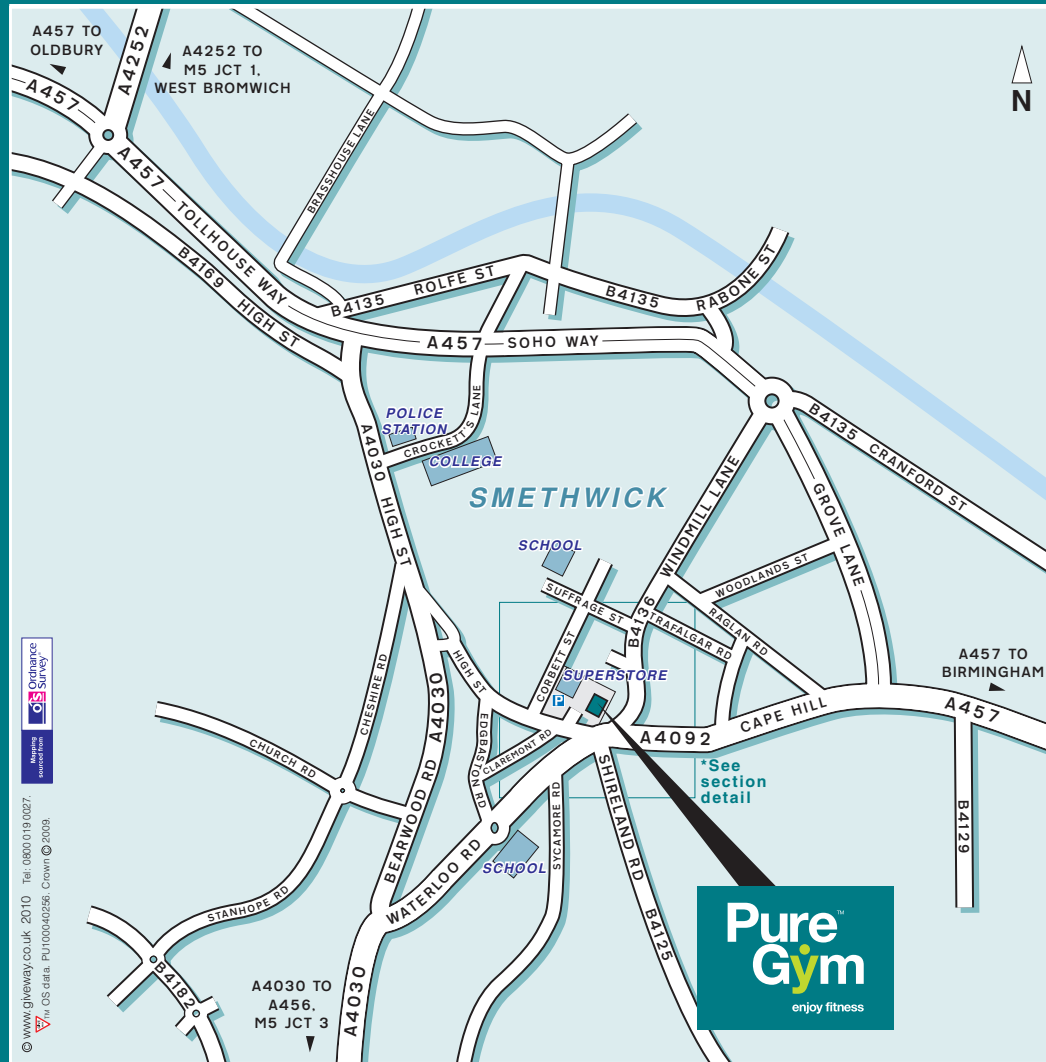 A457 TO
OLDBURY
A4252
A4252 TO
M5 JCT 1,
WEST BROMWICH
N
A457
A457
TOLLHOUSE WAY
BRASSHOUSE LANE
B4169 HIGH ST
B4135 ROLFE ST
B4135
RABONE ST
A457 SOHO WAY
POLICE
STATION
CROCKETT'S LANE
COLLEGE
A4030 HIGH ST
SMETHWICK
B4135 CRANFORD ST
GROVE LANE
WINDMILL LANE
B4136
WOODLANDS ST
RAGLAN RD
TRAFALGAR RD
SCHOOL
SUFFRAGE ST
CORBETT ST
SUPERSTORE
P
HIGH ST
CHESHIRE RD
A4030
BEARWOOD RD
EDGBASTON RD
CLAREMONT RD
A4092
CAPE HILL
A457 TO
BIRMINGHAM
A457
B4129
*See
section
detail
CHURCH RD
WATERLOO RD
SYCAMORE RD
SHIRELAND RD
B4125
SCHOOL
STANHOPE RD
B4182
A4030
A4030 TO
A456,
M5 JCT 3
Pure™
Gym
enjoy fitness
Ordnance
Survey®
Mapping
sourced from
© www.giveway.co.uk 2010 Tel: 0800 019 0027.
TM OS data. PU100040256. Crown © 2009.